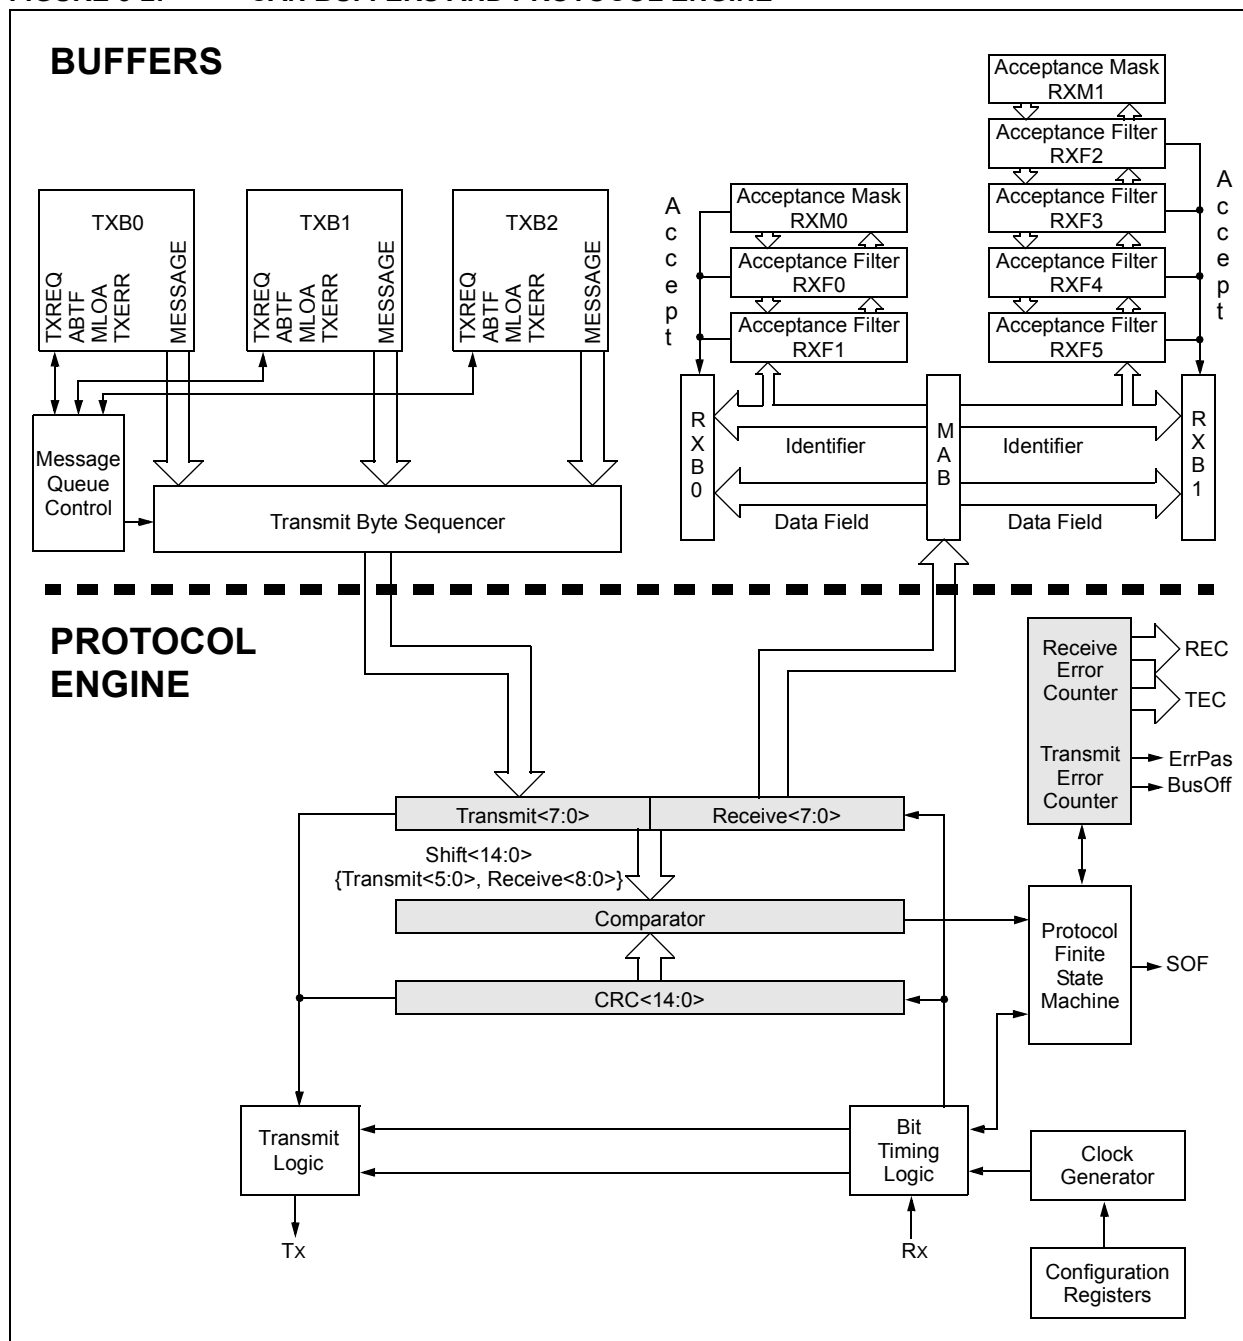 BUFFERS
Acceptance Mask
RXM1
Acceptance Filter
RXF2
Acceptance Filter
RXF3
Acceptance Filter
RXF4
Acceptance Filter
RXF5
Accept
Acceptance Mask
RXM0
Acceptance Filter
RXF0
Acceptance Filter
RXF1
Accept
TXB0
TXREQ
ABTF
MLOA
TXERR
MESSAGE
TXB1
TXREQ
ABTF
MLOA
TXERR
MESSAGE
TXB2
TXREQ
ABTF
MLOA
TXERR
MESSAGE
Message
Queue
Control
Transmit Byte Sequencer
RXB0
Identifier
Data Field
MAB
Identifier
Data Field
RXB1
PROTOCOL
ENGINE
Receive
Error
Counter
Transmit
Error
Counter
REC
TEC
ErrPas
BusOff
Transmit<7:0>
Receive<7:0>
Shift<14:0>
{Transmit<5:0>, Receive<8:0>}
Comparator
CRC<14:0>
Protocol
Finite
State
Machine
SOF
Transmit
Logic
Tx
Bit
Timing
Logic
Rx
Clock
Generator
Configuration
Registers